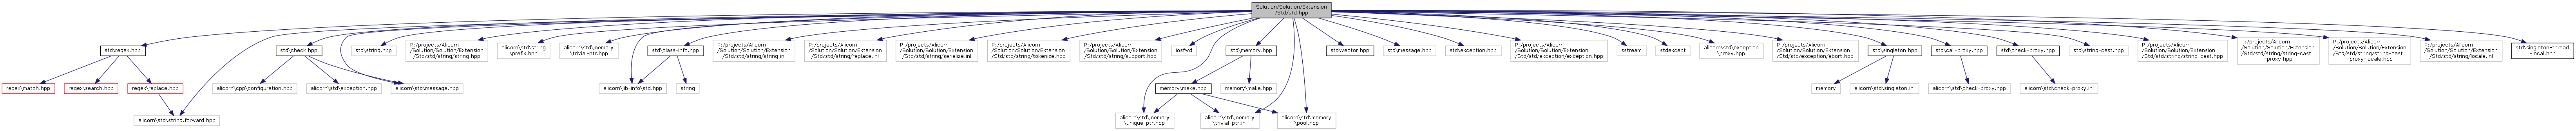 Solution/Solution/Extension
/Std/std.hpp
std\regex.hpp
std\check.hpp
std\string.hpp
P:/projects/Alicorn
/Solution/Solution/Extension
/Std/std/string/string.hpp
alicorn\std\string
\prefix.hpp
alicorn\std\memory
\trivial-ptr.hpp
std\class-info.hpp
P:/projects/Alicorn
/Solution/Solution/Extension
/Std/std/string/string.inl
P:/projects/Alicorn
/Solution/Solution/Extension
/Std/std/string/replace.inl
P:/projects/Alicorn
/Solution/Solution/Extension
/Std/std/string/serialize.inl
P:/projects/Alicorn
/Solution/Solution/Extension
/Std/std/string/tokenize.hpp
P:/projects/Alicorn
/Solution/Solution/Extension
/Std/std/string/support.hpp
iosfwd
std\memory.hpp
std\vector.hpp
std\message.hpp
std\exception.hpp
P:/projects/Alicorn
/Solution/Solution/Extension
/Std/std/exception/exception.hpp
sstream
stdexcept
alicorn\std\exception
\proxy.hpp
P:/projects/Alicorn
/Solution/Solution/Extension
/Std/std/exception/abort.hpp
std\singleton.hpp
std\call-proxy.hpp
std\check-proxy.hpp
std\string-cast.hpp
P:/projects/Alicorn
/Solution/Solution/Extension
/Std/std/string/string-cast.hpp
P:/projects/Alicorn
/Solution/Solution/Extension
/Std/std/string/string-cast
-proxy.hpp
P:/projects/Alicorn
/Solution/Solution/Extension
/Std/std/string/string-cast
-proxy-locale.hpp
P:/projects/Alicorn
/Solution/Solution/Extension
/Std/std/string/locale.inl
std\singleton-thread
-local.hpp
regex\match.hpp
regex\search.hpp
regex\replace.hpp
alicorn\cpp\configuration.hpp
alicorn\std\exception.hpp
alicorn\std\message.hpp
alicorn\lib-info\std.hpp
string
memory\make.hpp
memory/make.hpp
memory
alicorn\std\singleton.inl
alicorn\std\check-proxy.hpp
alicorn\std\check-proxy.inl
alicorn\std\string.forward.hpp
alicorn\std\memory
\unique-ptr.hpp
alicorn\std\memory
\trivial-ptr.inl
alicorn\std\memory
\pool.hpp